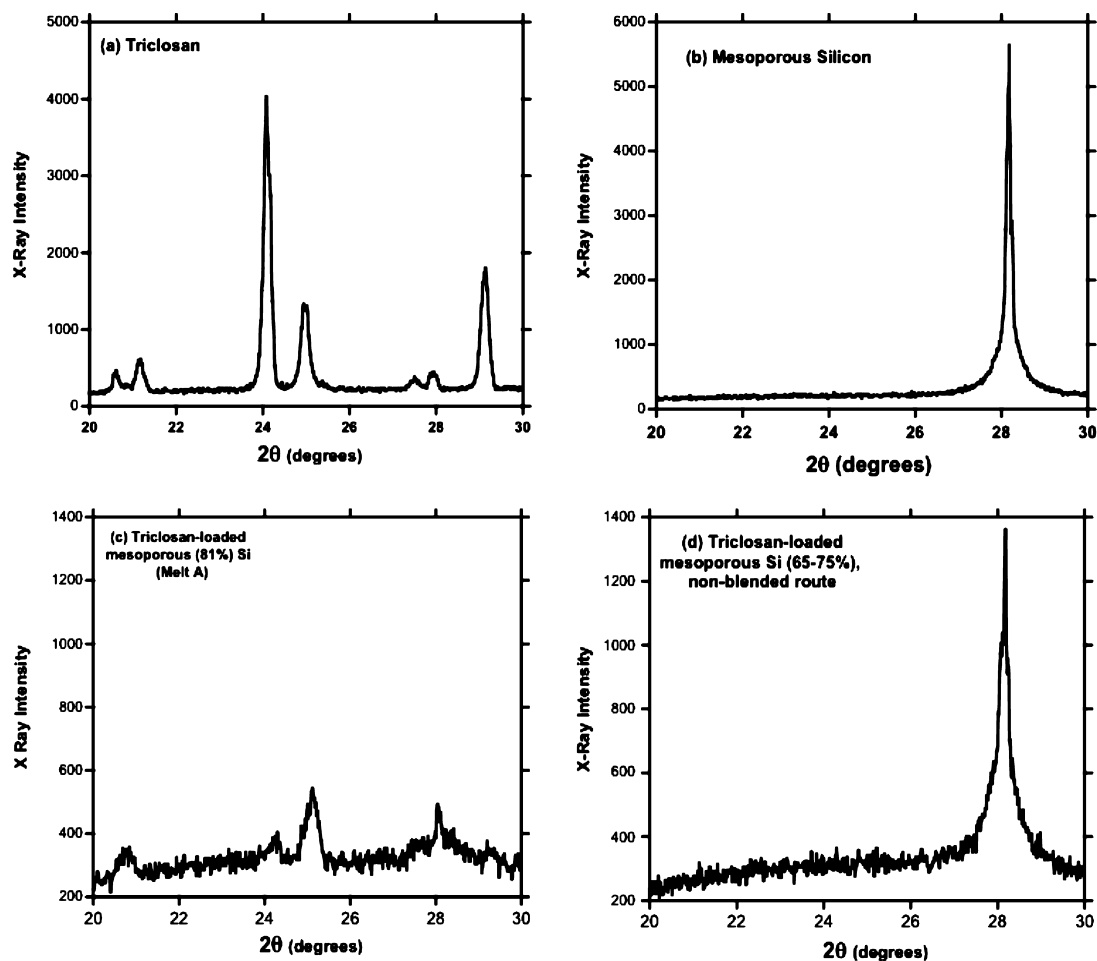 (a) Triclosan
X-Ray Intensity
5000
4000
3000
2000
1000
0
20 22 24 26 28 30
2θ (degrees)
(b) Mesoporous Silicon
X-Ray Intensity
6000
5000
4000
3000
2000
1000
0
20 22 24 26 28 30
2θ (degrees)
(c) Triclosan-loaded
mesoporous (81%) Si
(Melt A)
X Ray Intensity
1400
1200
1000
800
600
400
200
20 22 24 26 28 30
2θ (degrees)
(d) Triclosan-loaded
mesoporous Si (65-75%),
non-blended route
X-Ray Intensity
1400
1200
1000
800
600
400
200
20 22 24 26 28 30
2θ (degrees)